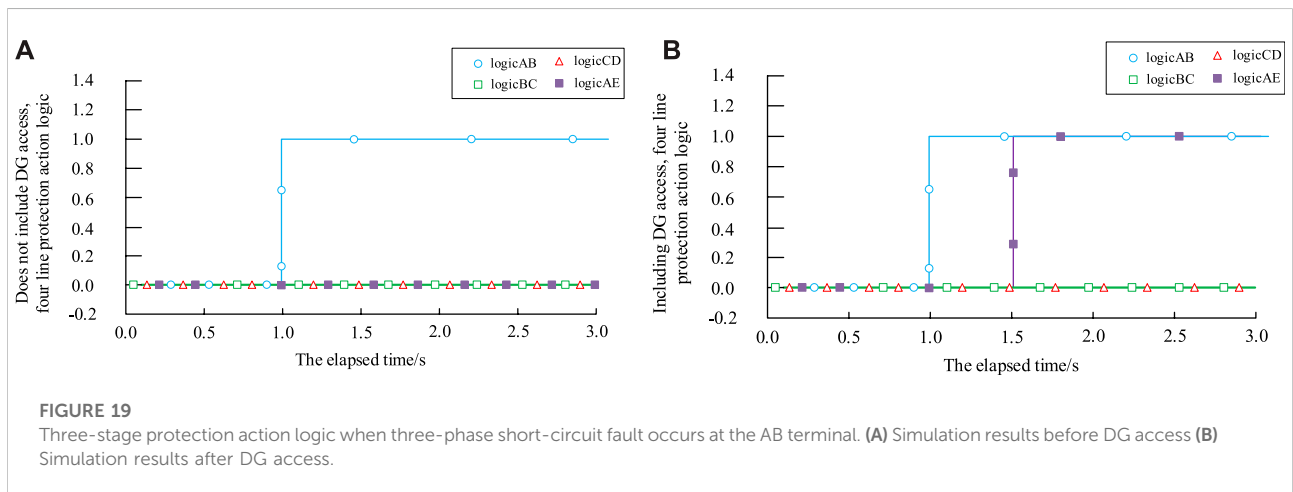 A
logicAB
logicCD
logicBC
logicAE
Does not include DG access,
four line protection action logic
1.4
1.2
1.0
0.8
0.6
0.4
0.2
0.0
-0.2
0.0 0.5 1.0 1.5 2.0 2.5 3.0
The elapsed time/s
B
logicAB
logicCD
logicBC
logicAE
Including DG access, four line
protection action logic
1.4
1.2
1.0
0.8
0.6
0.4
0.2
0.0
-0.2
0.0 0.5 1.0 1.5 2.0 2.5 3.0
The elapsed time/s
FIGURE 19
Three-stage protection action logic when three-phase short-circuit fault occurs at the AB terminal. (A) Simulation results before DG access (B)
Simulation results after DG access.